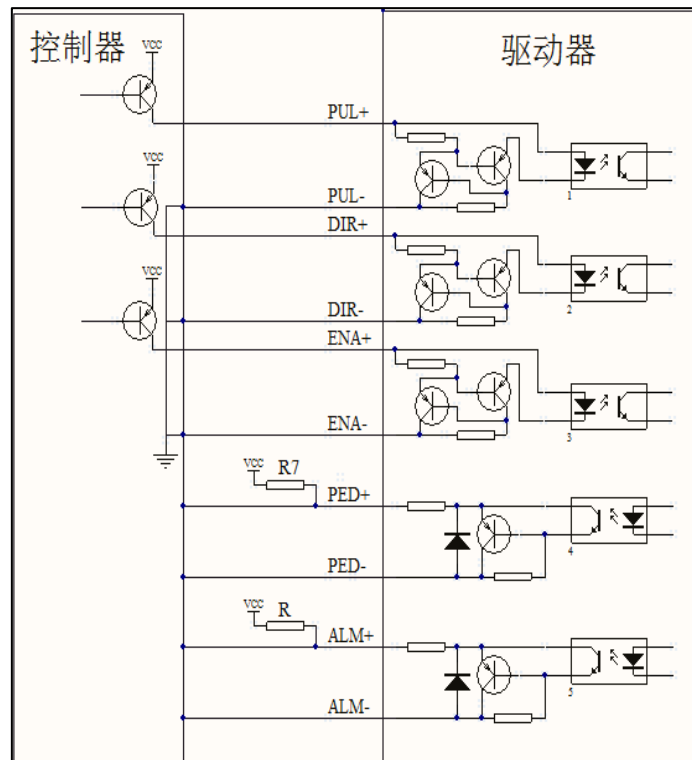 控制器
驱动器
VCC
PUL+
VCC
PUL-
1
DIR+
VCC
DIR-
2
ENA+
ENA-
3
VCC
R7
PED+
4
PED-
VCC
R
ALM+
5
ALM-